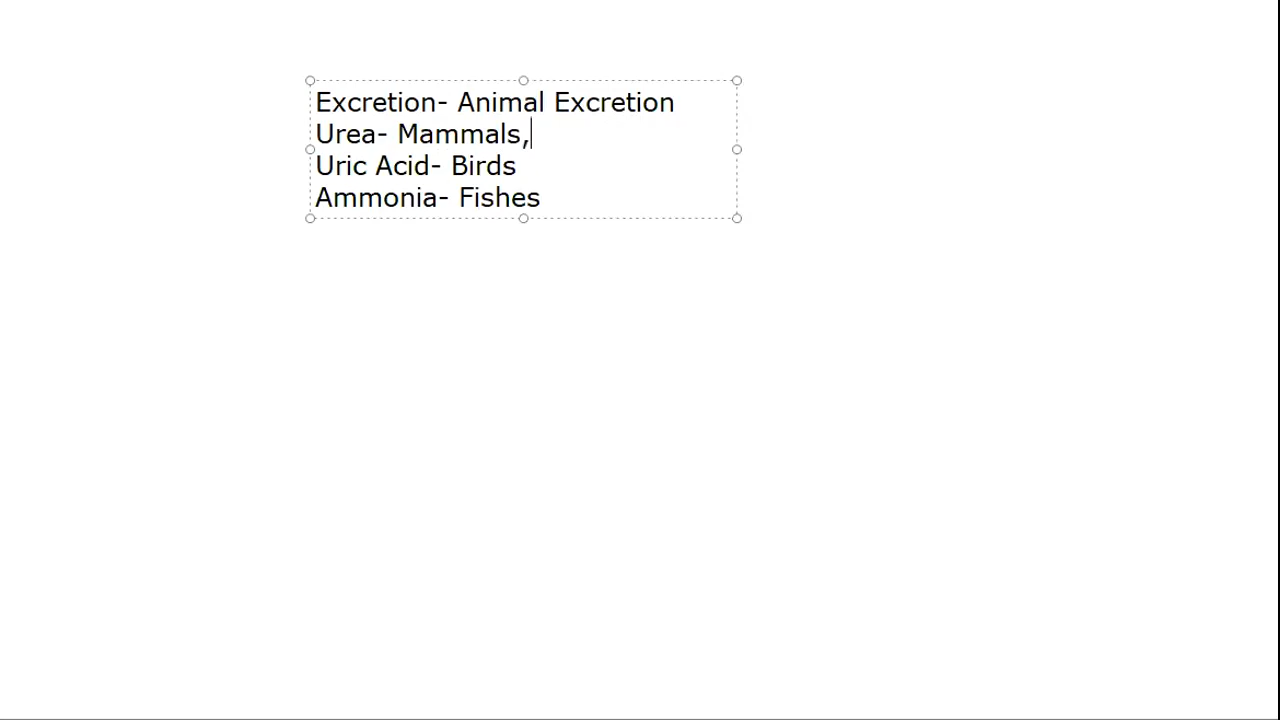 Excretion- Animal Excretion
Urea- Mammals,
Uric Acid- Birds
Ammonia- Fishes